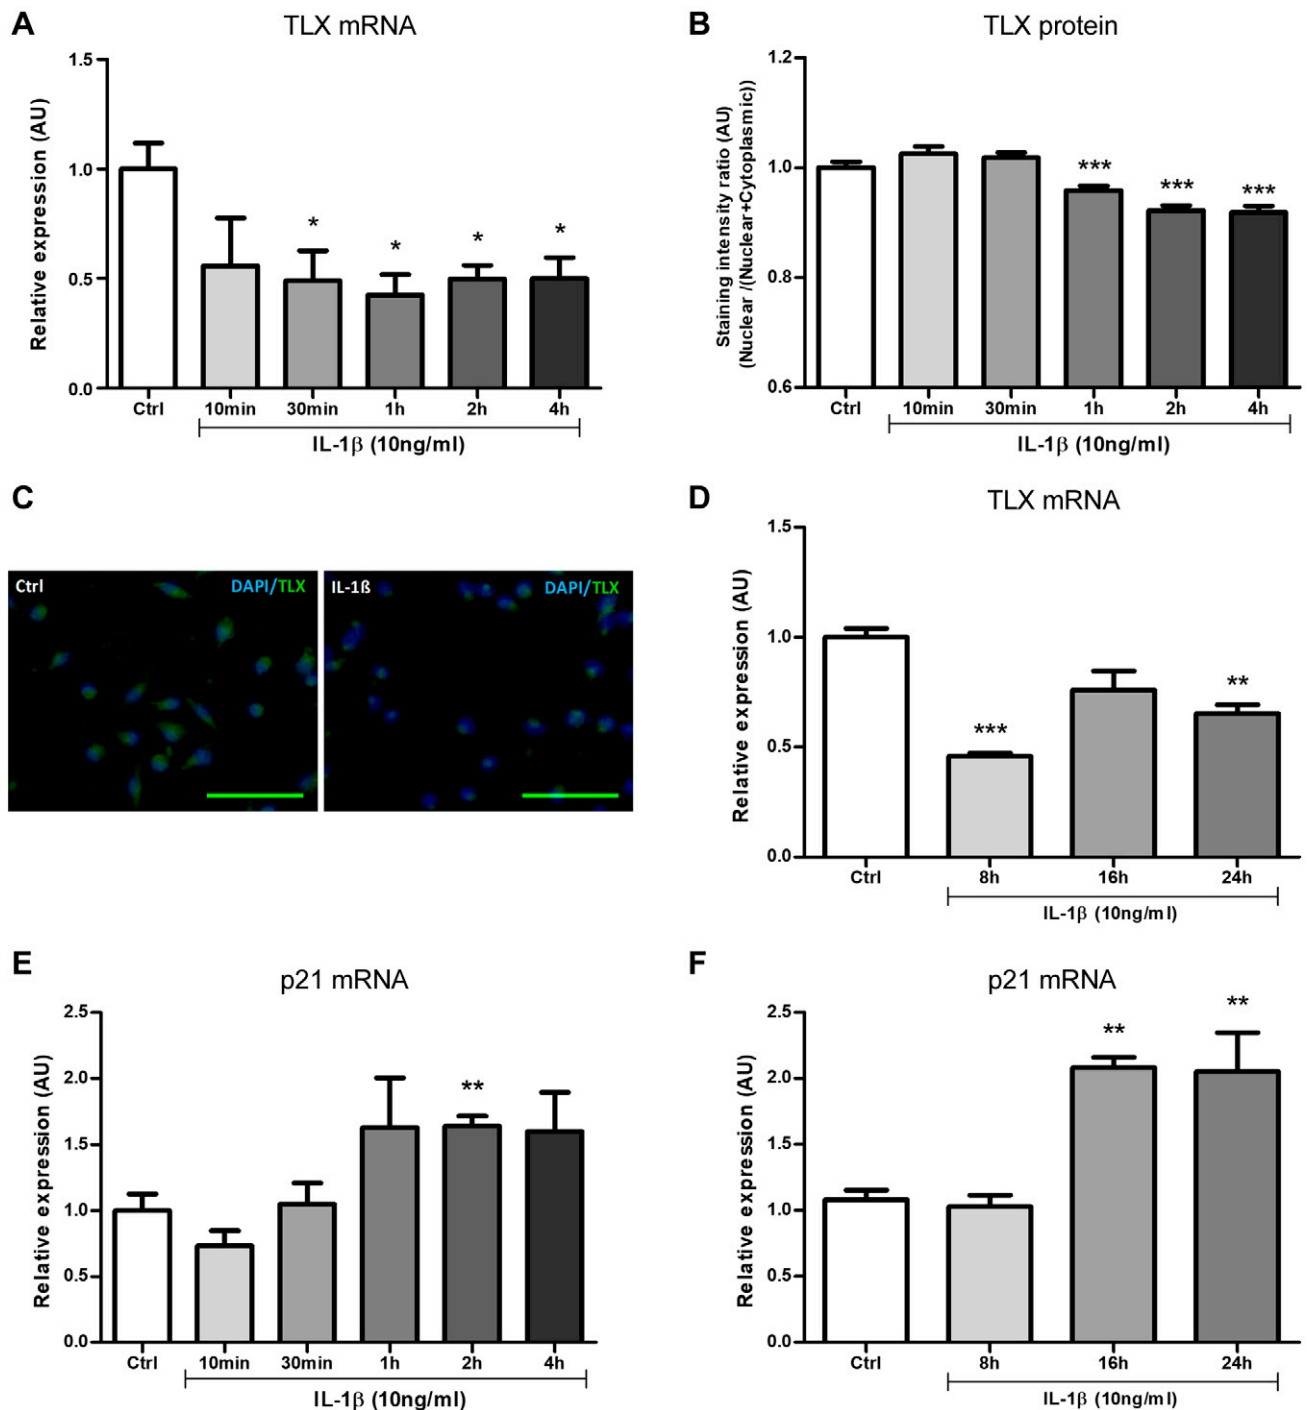 A
TLX mRNA
Relative expression (AU)
1.5
1.0
0.5
0.0
* * * *
Ctrl 10min 30min 1h 2h 4h
IL-1β (10ng/ml)
B
TLX protein
Staining intensity ratio (AU)
(Nuclear /(Nuclear+Cytoplasmic))
1.2
1.0
0.8
0.6
*** *** ***
Ctrl 10min 30min 1h 2h 4h
IL-1β (10ng/ml)
C
Ctrl DAPI/TLX
IL-1ß DAPI/TLX
D
TLX mRNA
Relative expression (AU)
1.5
1.0
0.5
0.0
*** **
Ctrl 8h 16h 24h
IL-1β (10ng/ml)
E
p21 mRNA
Relative expression (AU)
2.5
2.0
1.5
1.0
0.5
0.0
**
Ctrl 10min 30min 1h 2h 4h
IL-1β (10ng/ml)
F
p21 mRNA
Relative expression (AU)
2.5
2.0
1.5
1.0
0.5
0.0
** **
Ctrl 8h 16h 24h
IL-1β (10ng/ml)